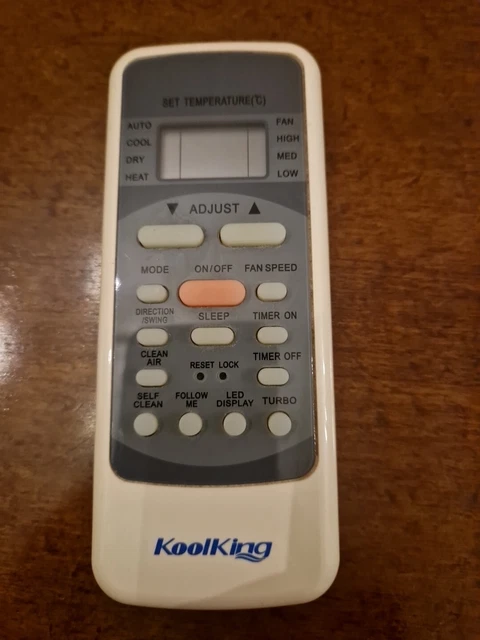 SET TEMPERATURE(℃)
AUTO
COOL
DRY
HEAT
FAN
HIGH
MED
LOW
▼ ADJUST ▲
MODE
ON/OFF
FAN SPEED
DIRECTION
/SWING
SLEEP
TIMER ON
CLEAN
AIR
RESET LOCK
TIMER OFF
SELF
CLEAN
FOLLOW
ME
LED
DISPLAY
TURBO
KoolKing